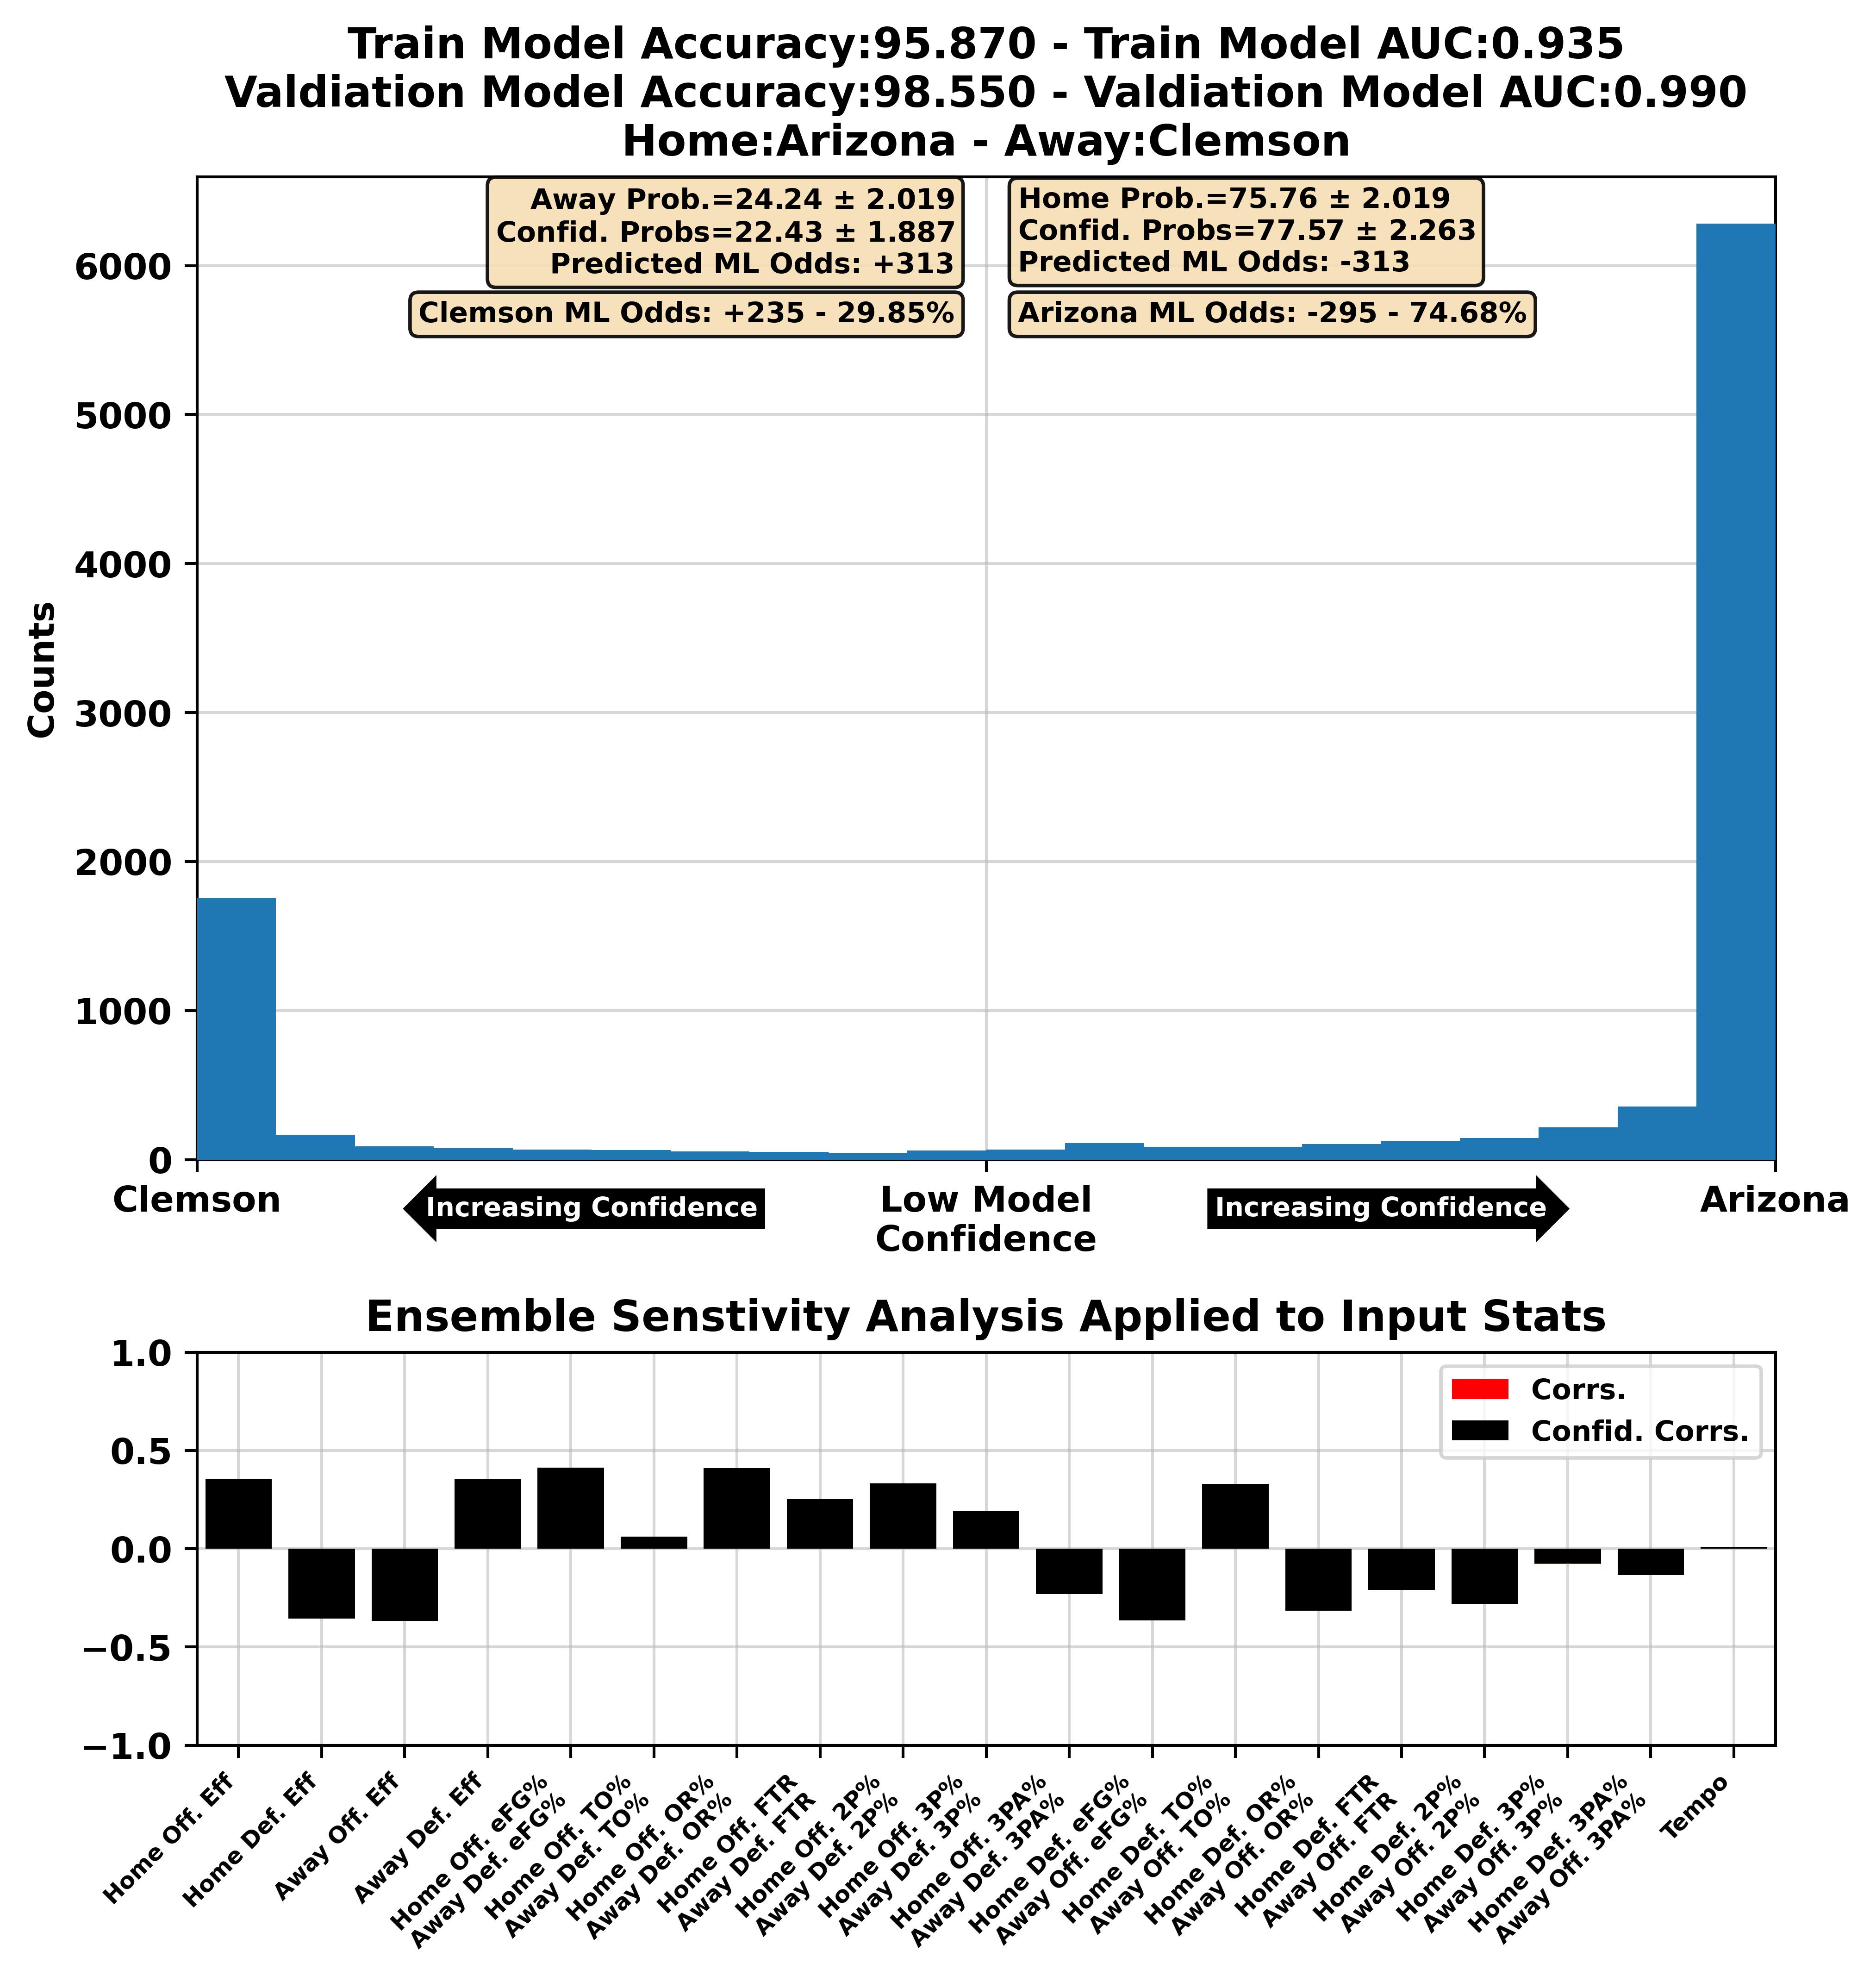 Train Model Accuracy:95.870 - Train Model AUC:0.935
Valdiation Model Accuracy:98.550 - Valdiation Model AUC:0.990
Home:Arizona - Away:Clemson
Away Prob.=24.24 ± 2.019
Confid. Probs=22.43 ± 1.887
Predicted ML Odds: +313
Clemson ML Odds: +235 - 29.85%
Home Prob.=75.76 ± 2.019
Confid. Probs=77.57 ± 2.263
Predicted ML Odds: -313
Arizona ML Odds: -295 - 74.68%
Counts
6000
5000
4000
3000
2000
1000
0
Clemson
Increasing Confidence
Low Model
Confidence
Increasing Confidence
Arizona
Ensemble Senstivity Analysis Applied to Input Stats
1.0
0.5
0.0
−0.5
−1.0
Corrs.
Confid. Corrs.
Home Off. Eff
Home Def. Eff
Away Off. Eff
Away Def. Eff
Home Off. eFG%
Away Def. eFG%
Home Off. TO%
Away Def. TO%
Home Off. OR%
Away Def. OR%
Home Off. FTR
Away Def. FTR
Home Off. 2P%
Away Def. 2P%
Home Off. 3P%
Away Def. 3P%
Home Off. 3PA%
Away Def. 3PA%
Home Def. eFG%
Away Off. eFG%
Home Def. TO%
Away Off. TO%
Home Def. OR%
Away Off. OR%
Home Def. FTR
Away Off. FTR
Home Def. 2P%
Away Off. 2P%
Home Def. 3P%
Away Off. 3P%
Home Def. 3PA%
Away Off. 3PA%
Tempo